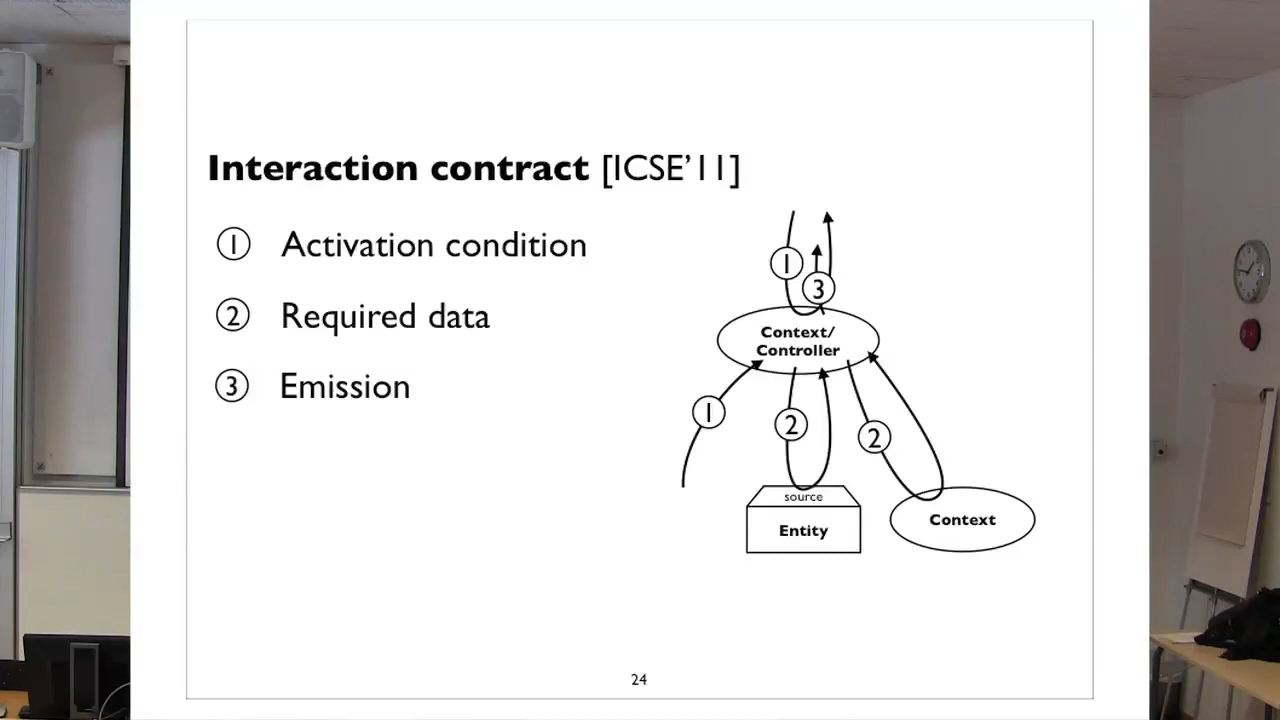 Interaction contract [ICSE'11]
① Activation condition
② Required data
③ Emission
1
3
Context/
Controller
1
2
2
source
Entity
Context
24